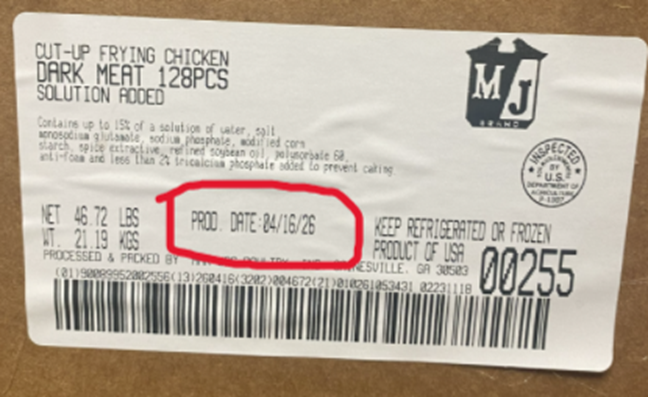 CUT-UP FRYING CHICKEN
DARK MEAT 128PCS
SOLUTION ADDED
MJ
BRAND
Contains up to 15% of a solution of water, salt
monosodium glutamate, sodium phosphate, modified corn
starch, spice extractive, refined soybean oil, polysorbate 60,
anti-foam and less than 2% tricalcium phosphate added to prevent caking
INSPECTED
BY
U.S.
DEPARTMENT OF
AGRICULTURE
NET 46.72 LBS
WT. 21.19 KGS
PROD. DATE:04/16/26
KEEP REFRIGERATED OR FROZEN
PRODUCT OF USA
00255
PROCESSED & PACKED BY GAINESVILLE, GA 30503
(01)90089952002556(13)260416(3202)004672(21)010261053431 02231118